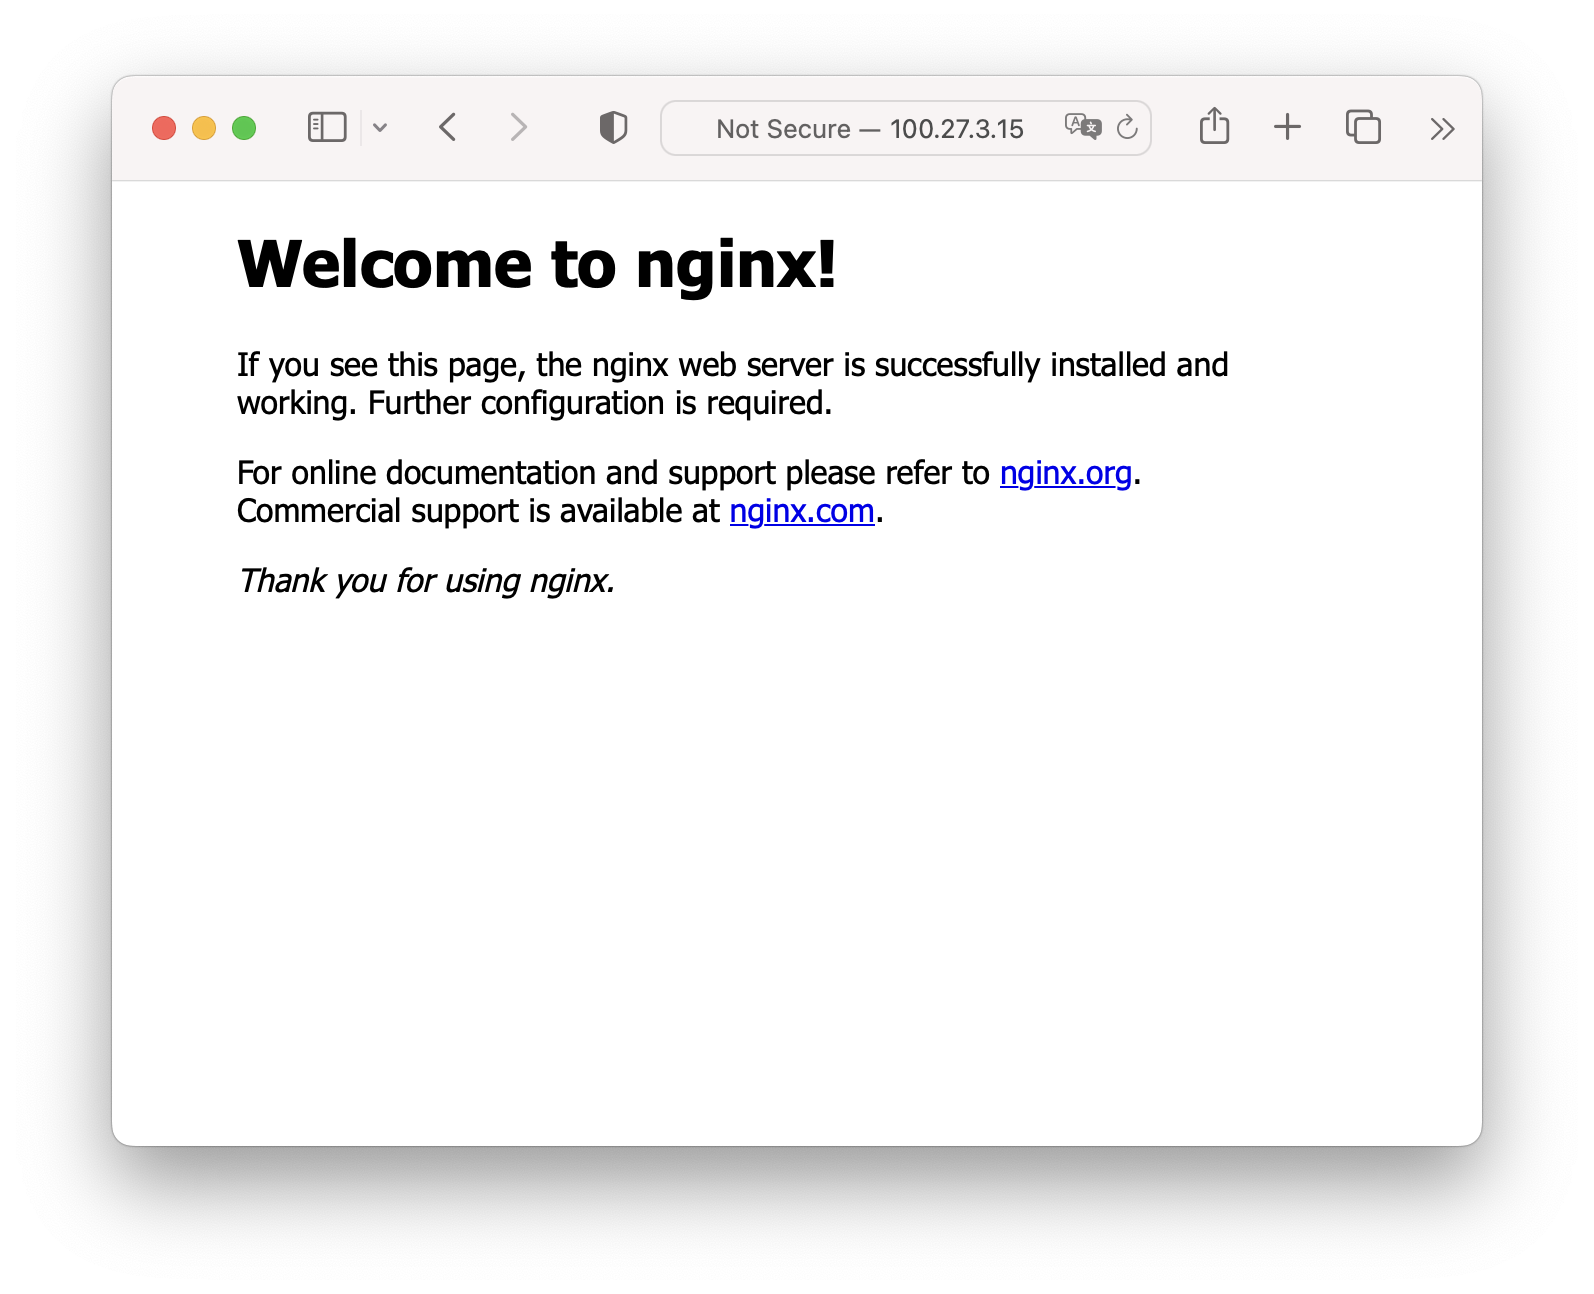 Not Secure — 100.27.3.15
Welcome to nginx!
If you see this page, the nginx web server is successfully installed and
working. Further configuration is required.
For online documentation and support please refer to nginx.org.
Commercial support is available at nginx.com.
Thank you for using nginx.